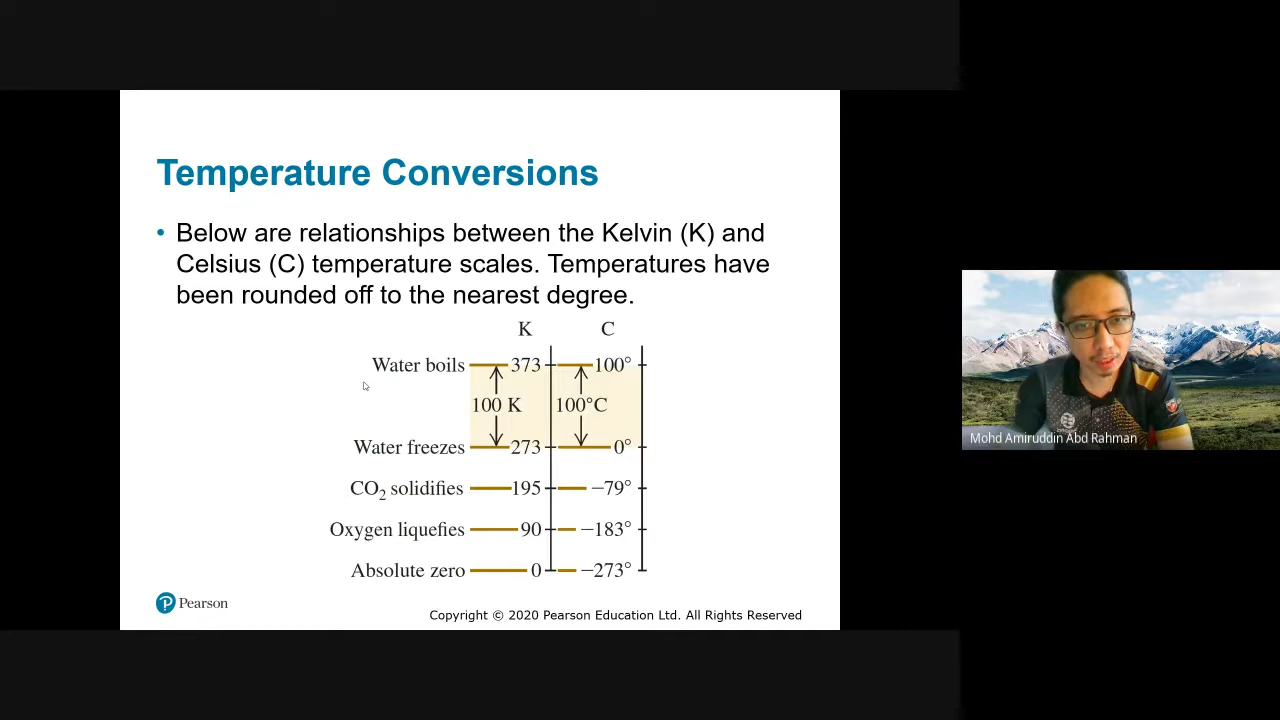 Temperature Conversions
• Below are relationships between the Kelvin (K) and
Celsius (C) temperature scales. Temperatures have
been rounded off to the nearest degree.
K C
Water boils 373 100°
100 K 100°C
Water freezes 273 0°
CO₂ solidifies 195 −79°
Oxygen liquefies 90 −183°
Absolute zero 0 −273°
P Pearson
Copyright © 2020 Pearson Education Ltd. All Rights Reserved
Mohd Amiruddin Abd Rahman